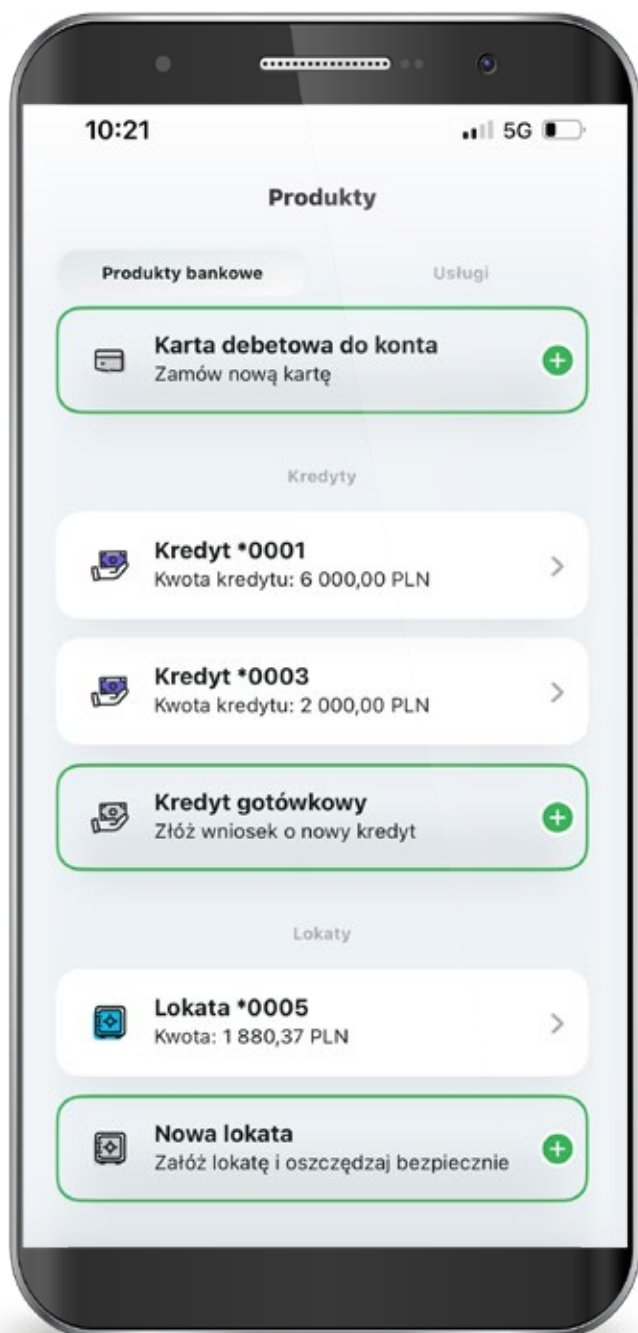 10:21
5G
Produkty
Produkty bankowe
Usługi
Karta debetowa do konta
Zamów nową kartę
Kredyty
Kredyt *0001
Kwota kredytu: 6 000,00 PLN
Kredyt *0003
Kwota kredytu: 2 000,00 PLN
Kredyt gotówkowy
Złóż wniosek o nowy kredyt
Lokaty
Lokata *0005
Kwota: 1 880,37 PLN
Nowa lokata
Załóż lokatę i oszczędzaj bezpiecznie